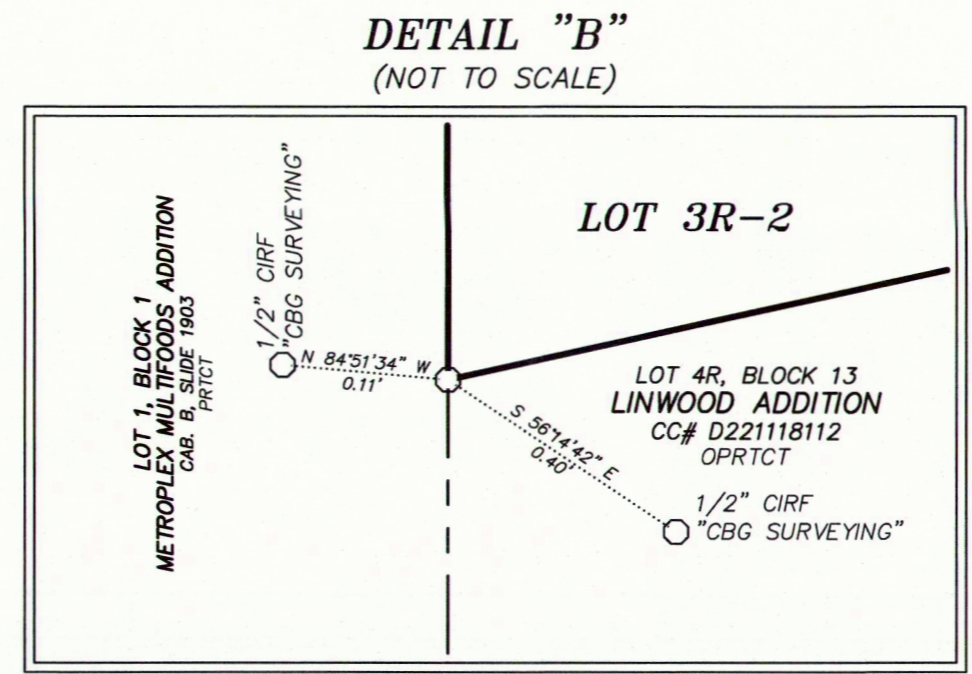 DETAIL "B"
(NOT TO SCALE)
LOT 1, BLOCK 1
METROPLEX MULTIFOODS ADDITION
CAB. B, SLIDE 1903
PRTCT
1/2" CIRF
"CBG SURVEYING"
N 84°51'34" W
0.11'
LOT 3R-2
LOT 4R, BLOCK 13
LINWOOD ADDITION
CC# D221118112
OPRTCT
S 56°14'42" E
0.40'
1/2" CIRF
"CBG SURVEYING"